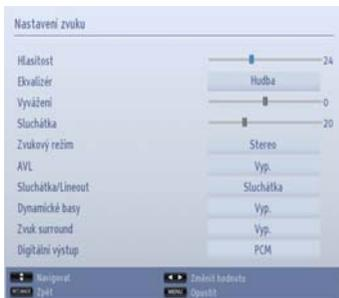 Nastavení zvuku
Hlasitost 24
Ekvalizér Hudba
Vyvážení 0
Sluchátka 20
Zvukový režim Stereo
AVL Vyp.
Sluchátka/Lineout Sluchátka
Dynamické basy Vyp.
Zvuk surround Vyp.
Digitální výstup PCM
Navigovat Změnit hodnotu
Zpět MENU Opustit